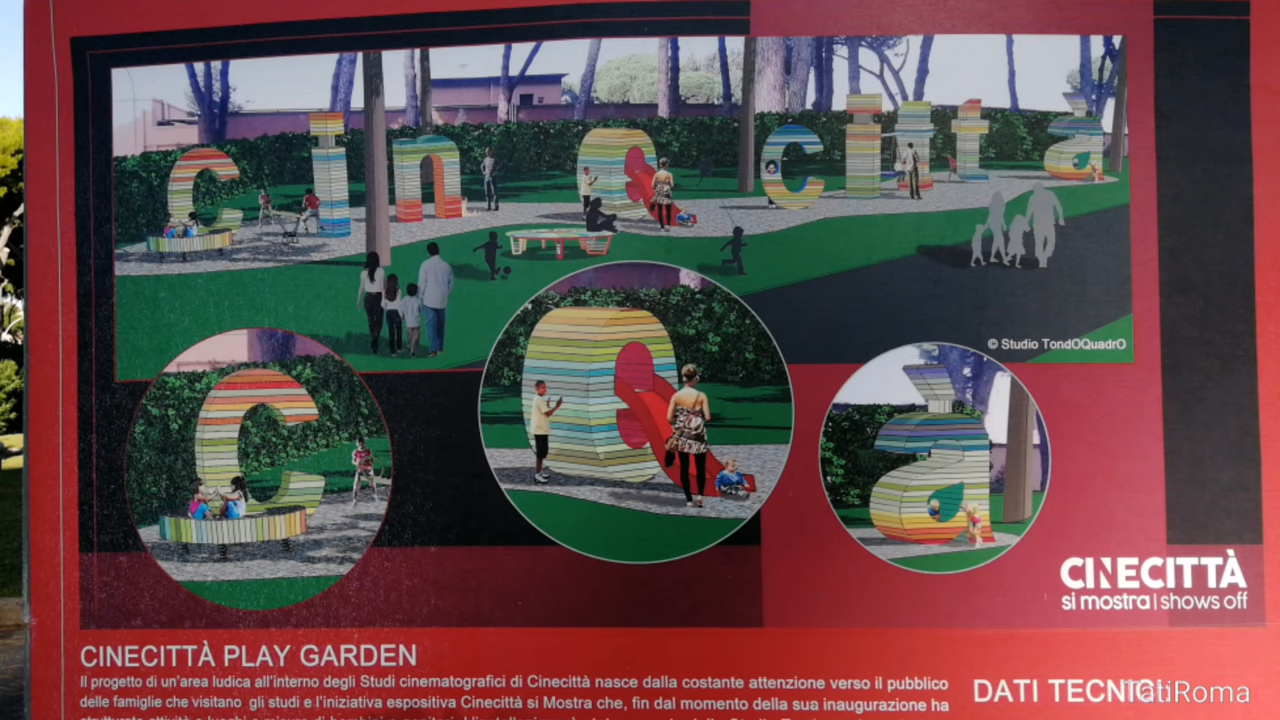 cinecittà
© Studio TondOQuadrO
CINECITTÀ
si mostra | shows off
CINECITTÀ PLAY GARDEN
Il progetto di un'area ludica all'interno degli Studi cinematografici di Cinecittà nasce dalla costante attenzione verso il pubblico
delle famiglie che visitano gli studi e l'iniziativa espositiva Cinecittà si Mostra che, fin dal momento della sua inaugurazione ha
DATI TECNICI
TatiRoma